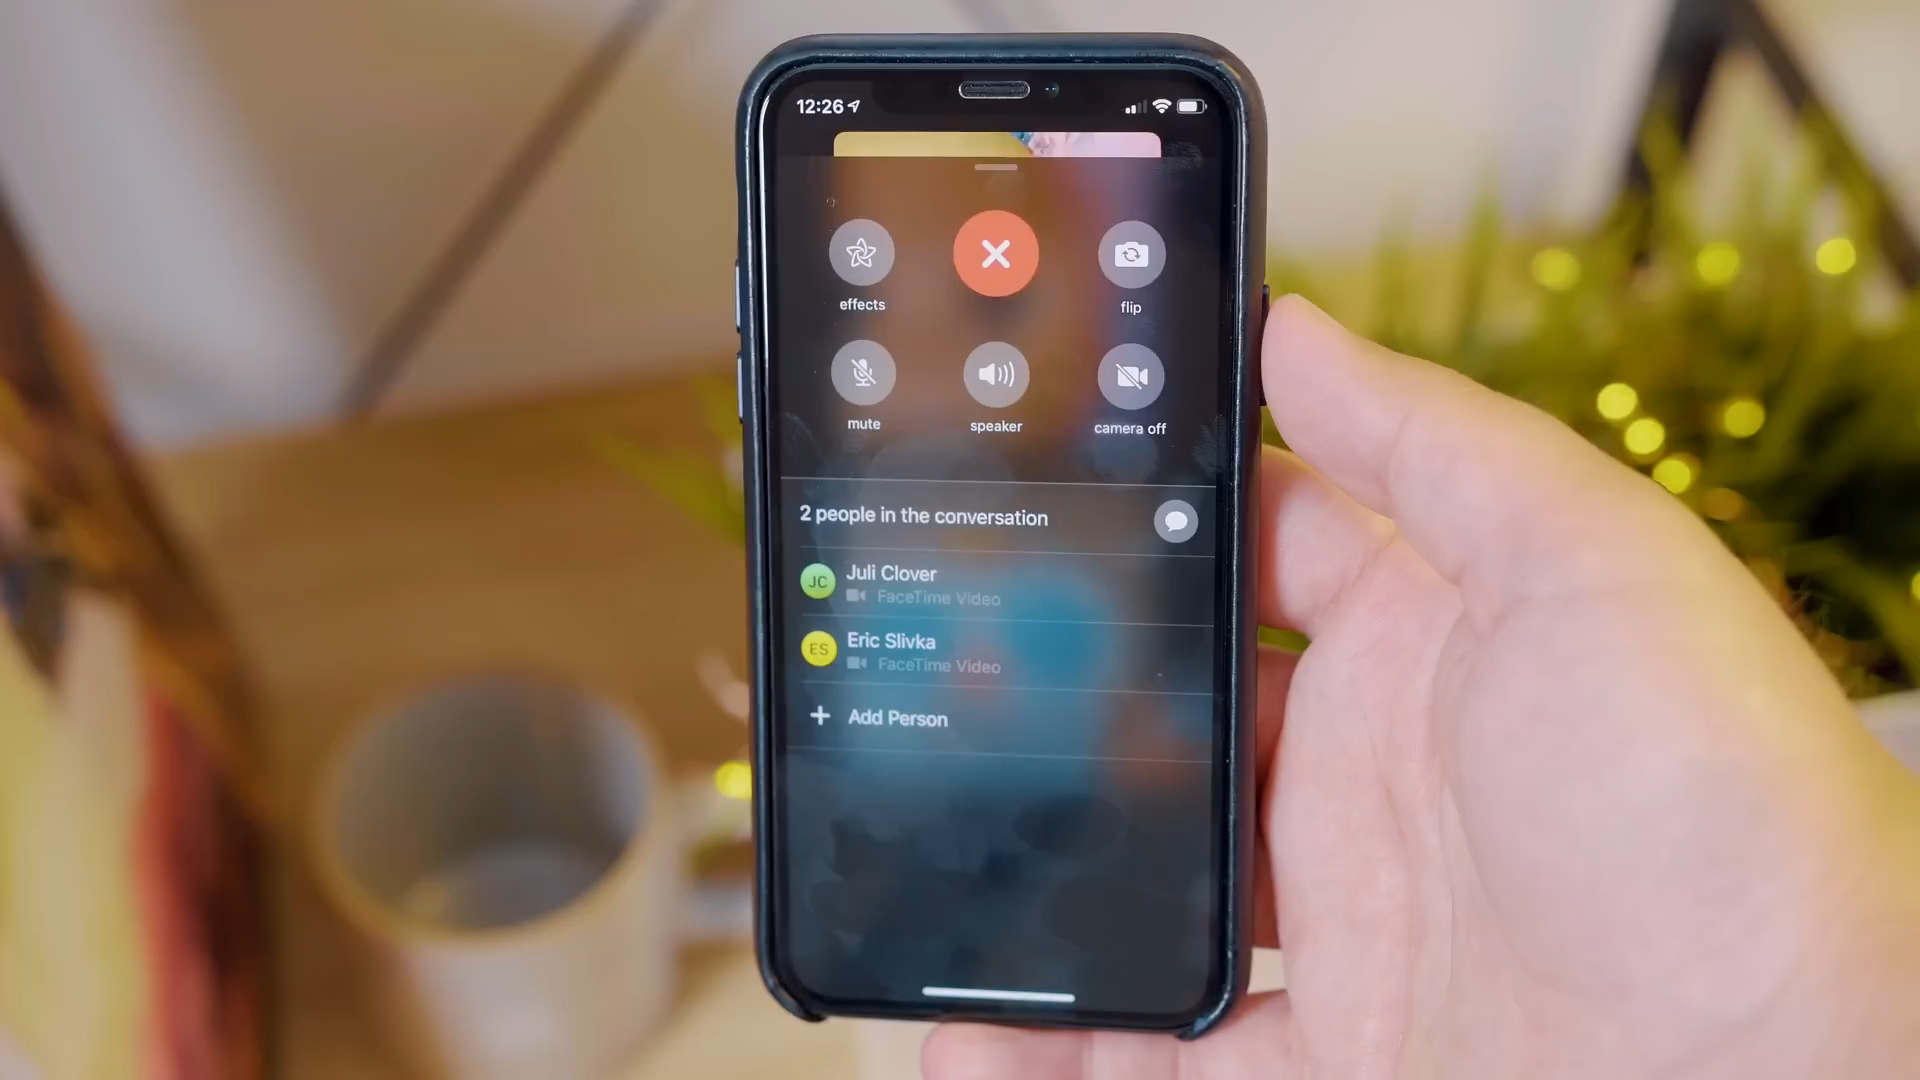 12:26
effects
flip
mute
speaker
camera off
2 people in the conversation
JC
Juli Clover
FaceTime Video
ES
Eric Slivka
FaceTime Video
+ Add Person